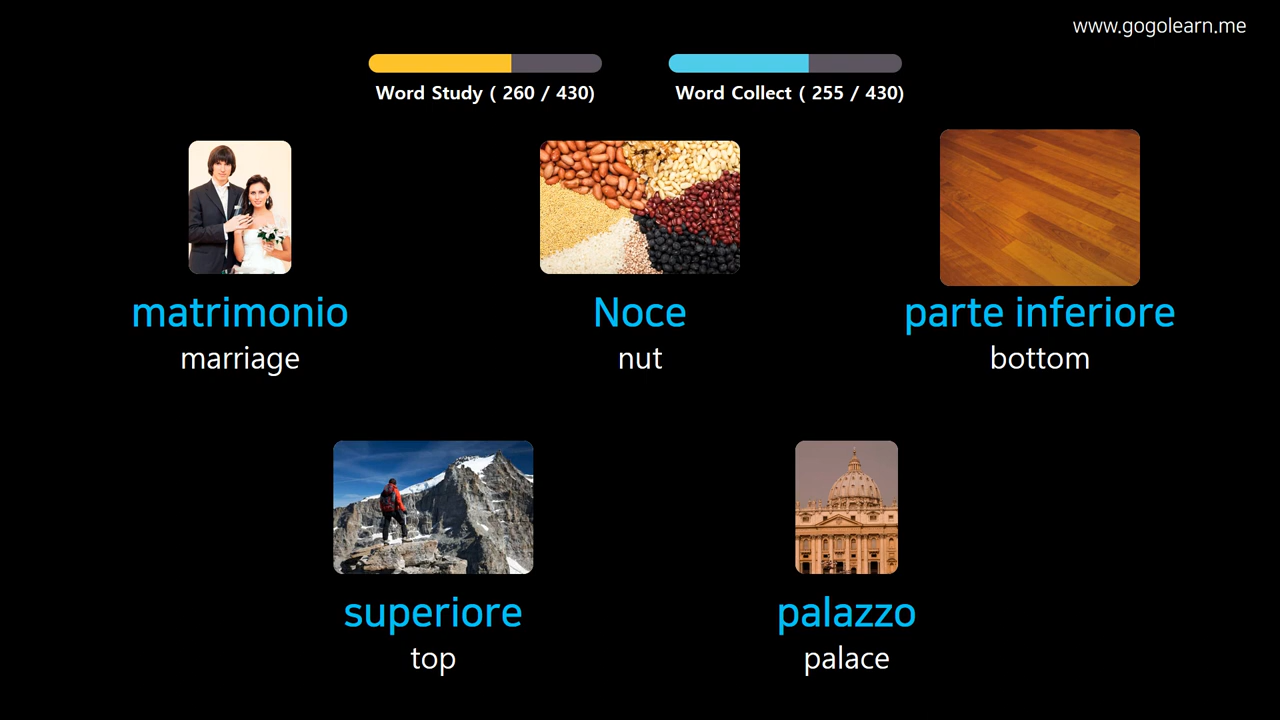 www.gogolearn.me
Word Study ( 260 / 430)
Word Collect ( 255 / 430)
matrimonio
marriage
Noce
nut
parte inferiore
bottom
superiore
top
palazzo
palace